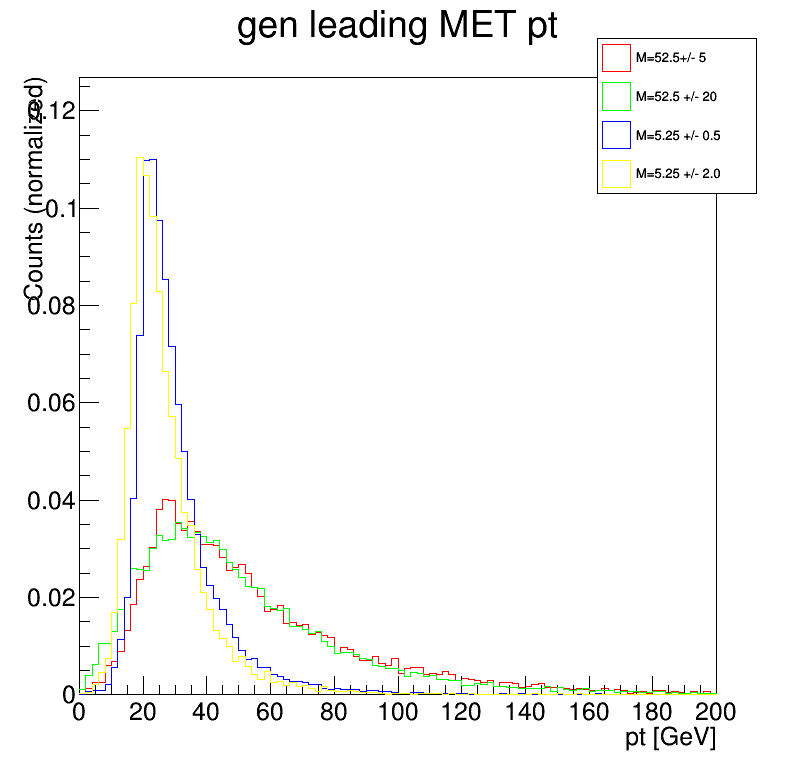 gen leading MET pt
M=52.5+/- 5
M=52.5 +/- 20
M=5.25 +/- 0.5
M=5.25 +/- 2.0
Counts (normalized)
0.12
0.1
0.08
0.06
0.04
0.02
0
0 20 40 60 80 100 120 140 160 180 200
pt [GeV]